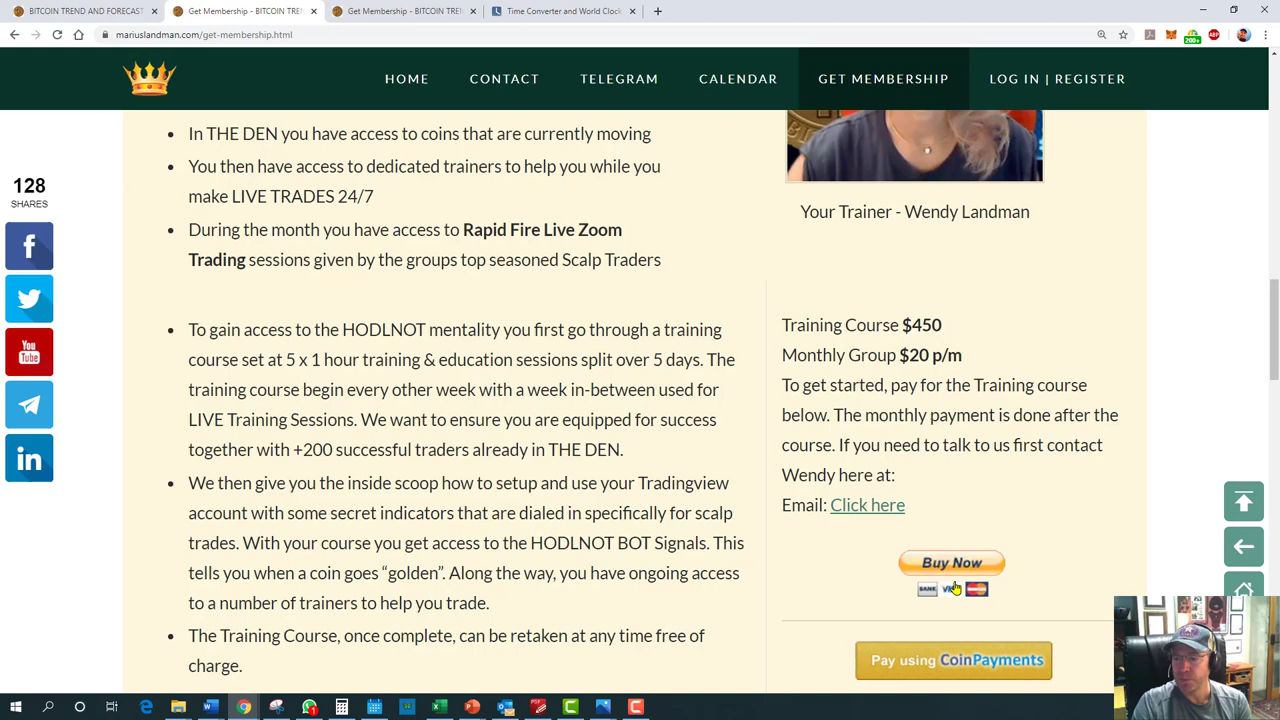 BITCOIN TREND AND FORECAST
Get Membership - BITCOIN TREN
Get Membership - BITCOIN TREN
Time Converter and World Clock
mariuslandman.com/get-membership.html
200+
ABP
HOME
CONTACT
TELEGRAM
CALENDAR
GET MEMBERSHIP
LOG IN | REGISTER
128
SHARES
You
Tube
In THE DEN you have access to coins that are currently moving
You then have access to dedicated trainers to help you while you
make LIVE TRADES 24/7
During the month you have access to Rapid Fire Live Zoom
Trading sessions given by the groups top seasoned Scalp Traders
To gain access to the HODLNOT mentality you first go through a training
course set at 5 x 1 hour training & education sessions split over 5 days. The
training course begin every other week with a week in-between used for
LIVE Training Sessions. We want to ensure you are equipped for success
together with +200 successful traders already in THE DEN.
We then give you the inside scoop how to setup and use your Tradingview
account with some secret indicators that are dialed in specifically for scalp
trades. With your course you get access to the HODLNOT BOT Signals. This
tells you when a coin goes “golden”. Along the way, you have ongoing access
to a number of trainers to help you trade.
The Training Course, once complete, can be retaken at any time free of
charge.
Your Trainer - Wendy Landman
Training Course $450
Monthly Group $20 p/m
To get started, pay for the Training course
below. The monthly payment is done after the
course. If you need to talk to us first contact
Wendy here at:
Email: Click here
Buy Now
BANK
Pay using CoinPayments